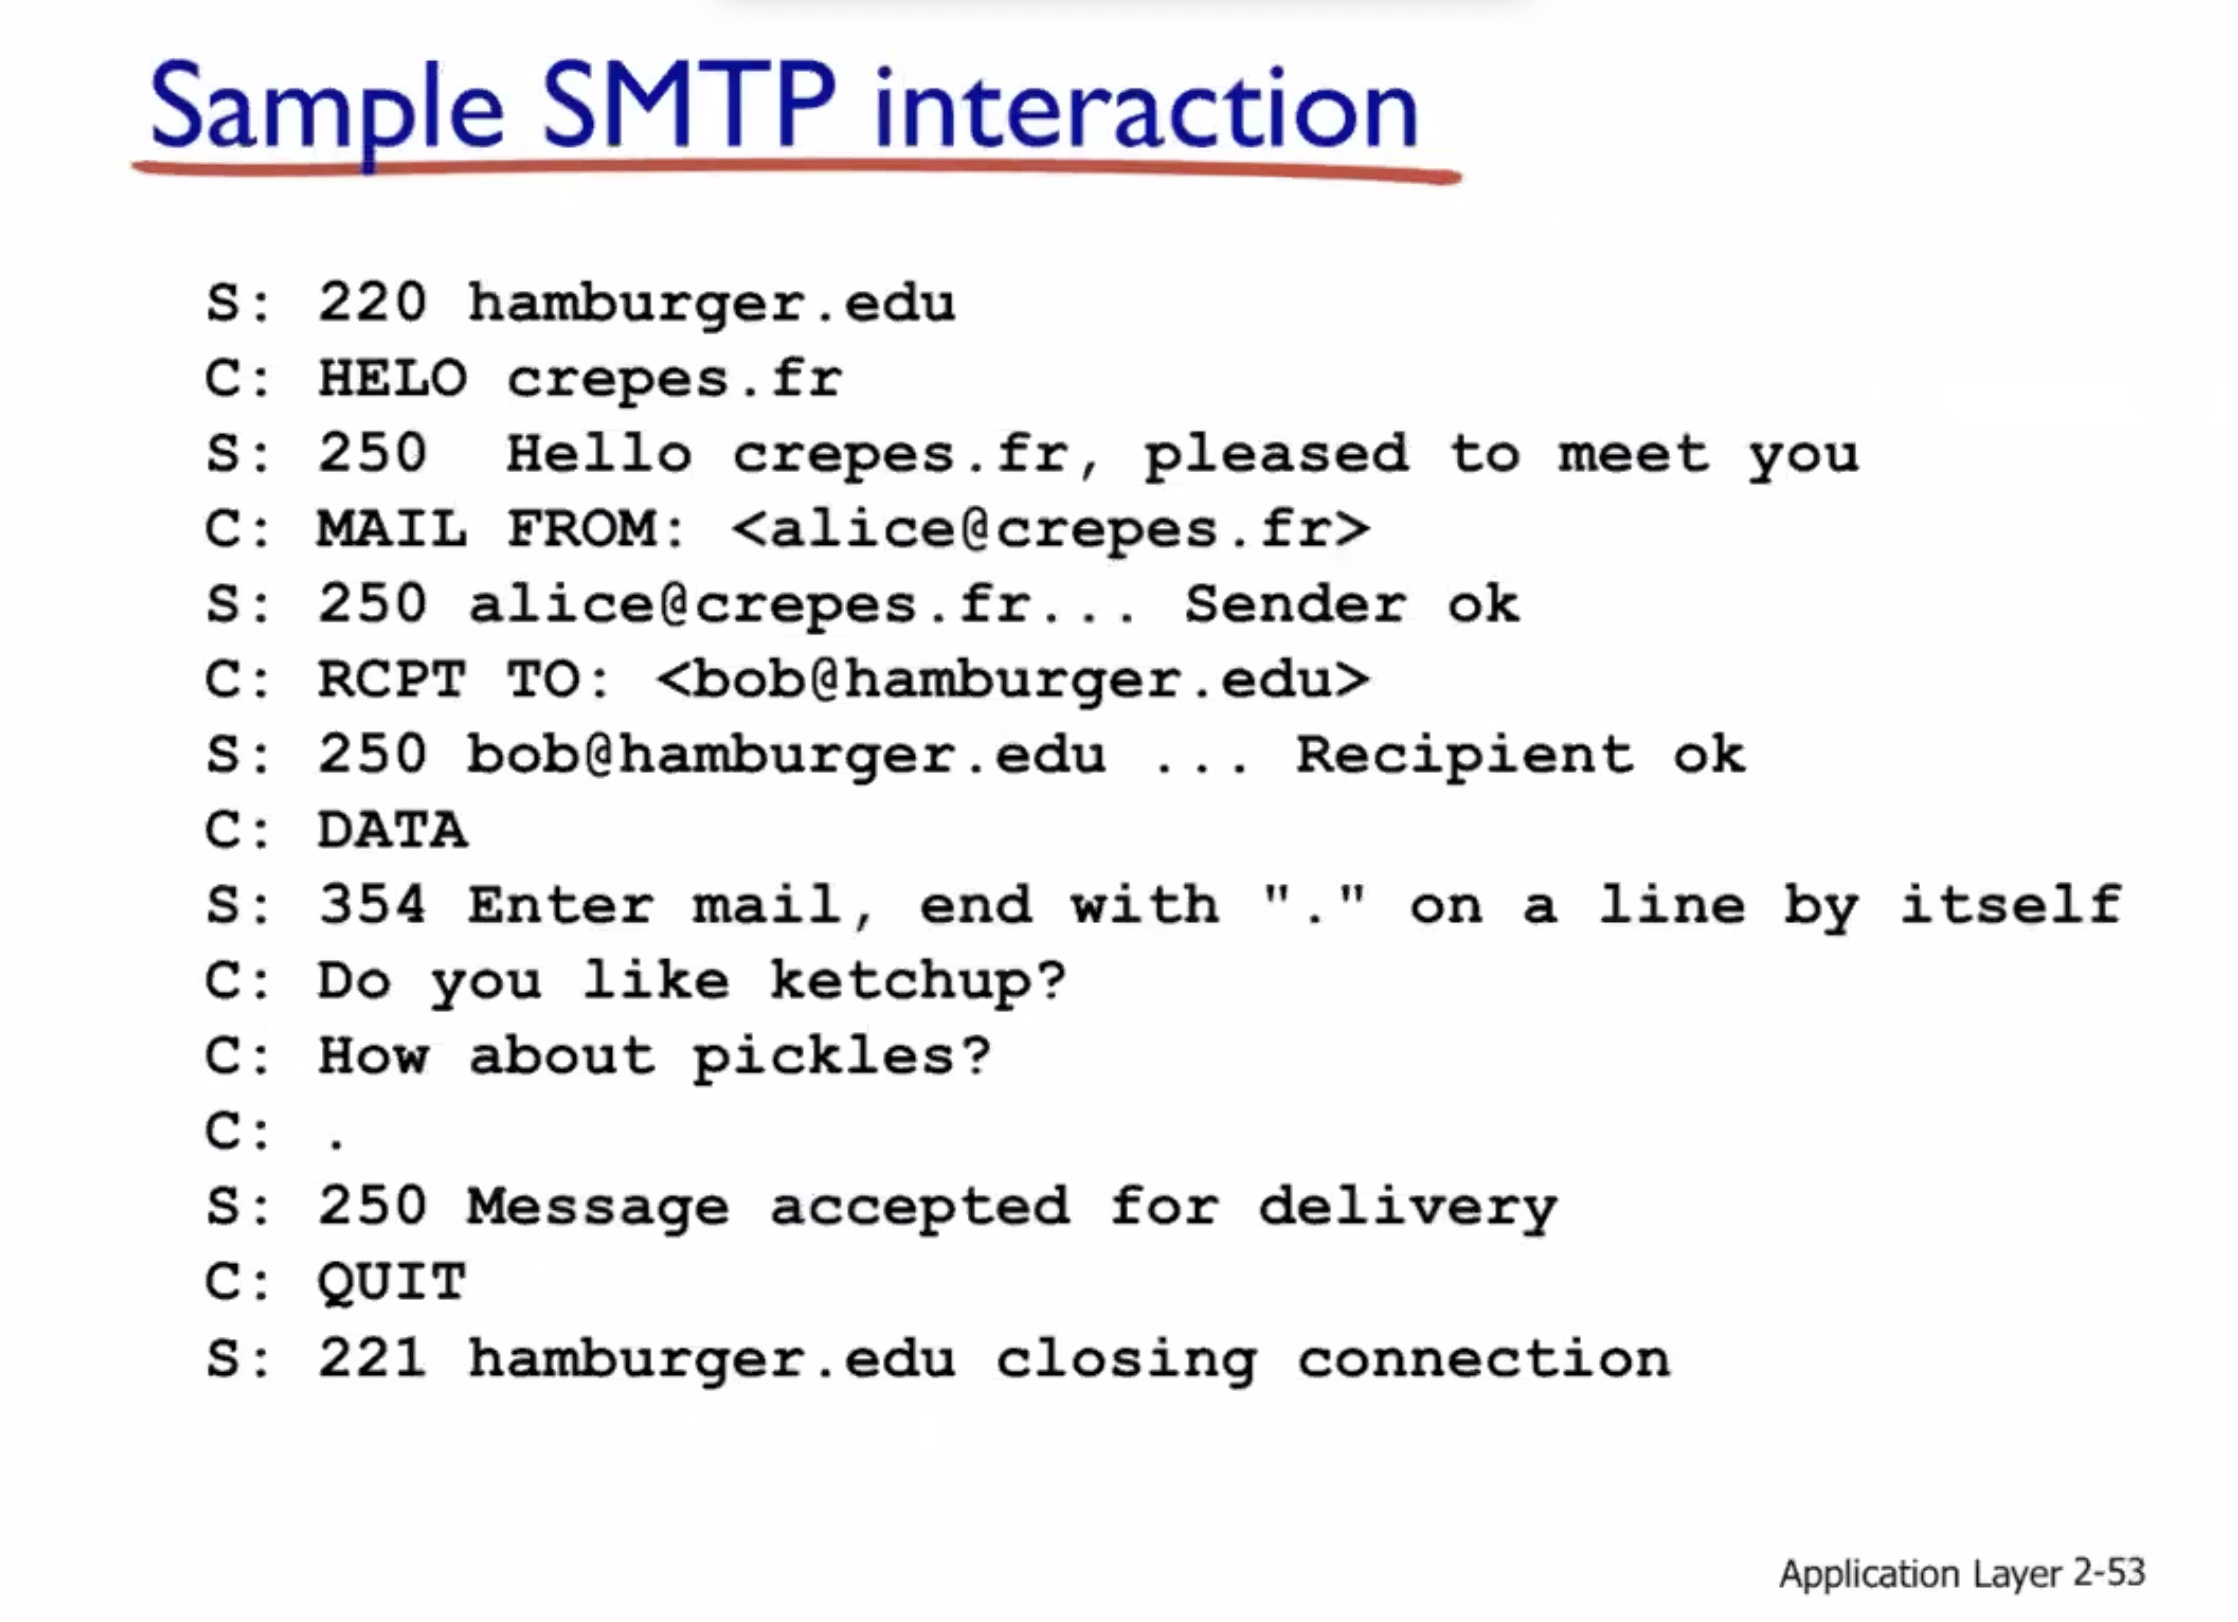 Sample SMTP interaction
S: 220 hamburger.edu
C: HELO crepes.fr
S: 250  Hello crepes.fr, pleased to meet you
C: MAIL FROM: <alice@crepes.fr>
S: 250 alice@crepes.fr... Sender ok
C: RCPT TO: <bob@hamburger.edu>
S: 250 bob@hamburger.edu ... Recipient ok
C: DATA
S: 354 Enter mail, end with "." on a line by itself
C: Do you like ketchup?
C: How about pickles?
C: .
S: 250 Message accepted for delivery
C: QUIT
S: 221 hamburger.edu closing connection
Application Layer 2-53